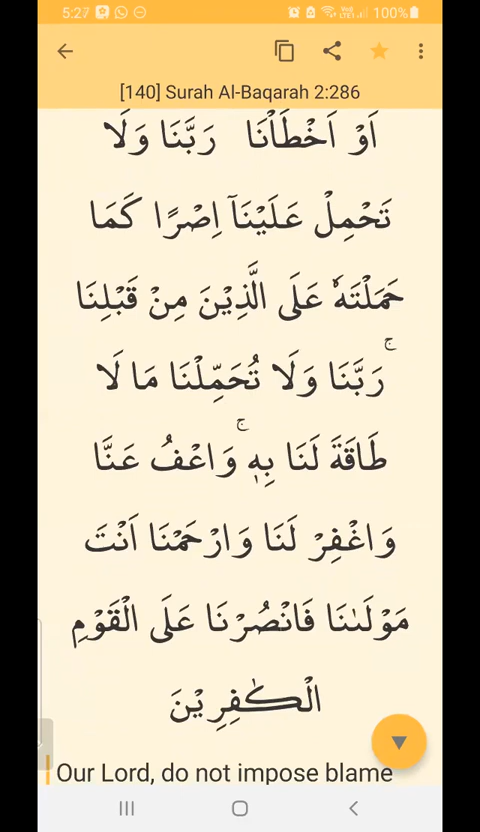 5:27
100%
[140] Surah Al-Baqarah 2:286
اَوْ اَخْطَاْنَا رَبَّنَا وَلَا
تَحْمِلْ عَلَيْنَآ اِصْرًا كَمَا
حَمَلْتَهٗ عَلَى الَّذِيْنَ مِنْ قَبْلِنَا
ۚ رَبَّنَا وَلَا تُحَمِّلْنَا مَا لَا
طَاقَةَ لَنَا بِهٖ ۚ وَاعْفُ عَنَّا
وَاغْفِرْ لَنَا وَارْحَمْنَا اَنْتَ
مَوْلَىٰنَا فَانْصُرْنَا عَلَى الْقَوْمِ
الْكٰفِرِيْنَ
Our Lord, do not impose blame